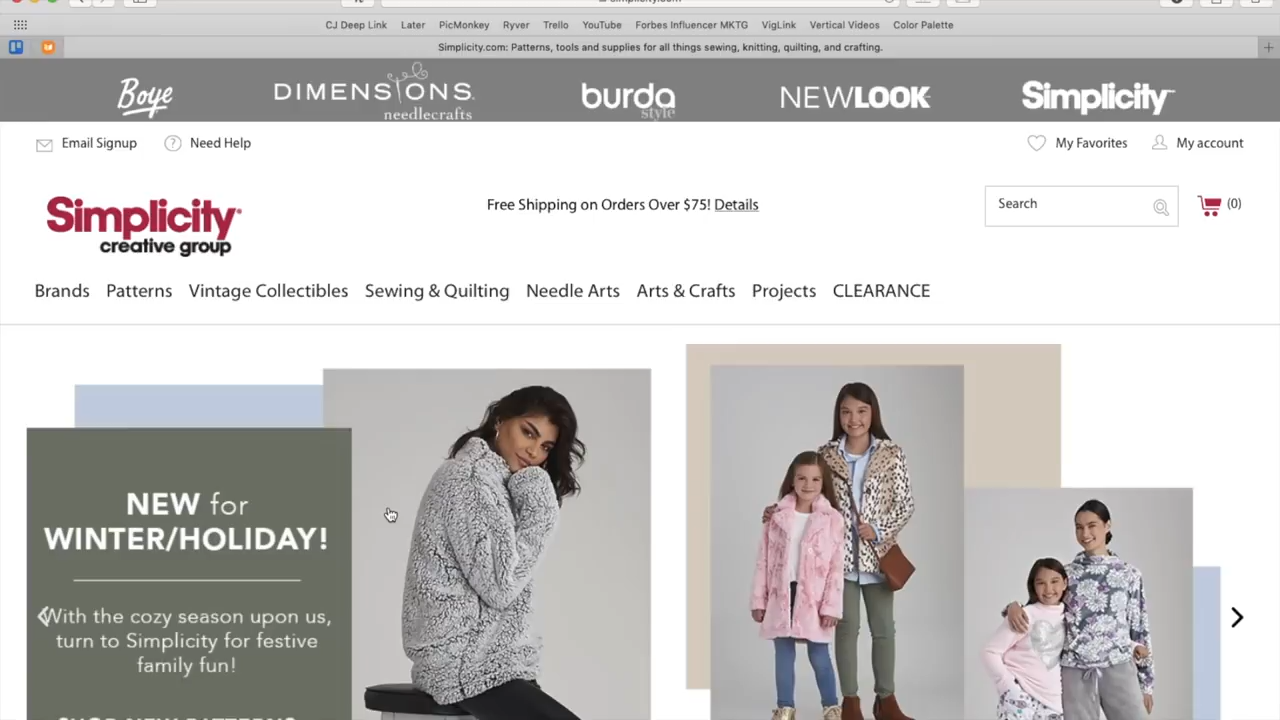 CJ Deep Link Later PicMonkey Ryver Trello YouTube Forbes Influencer MKTG VigLink Vertical Videos Color Palette
Simplicity.com: Patterns, tools and supplies for all things sewing, knitting, quilting, and crafting.
Boye DIMENSIONS needlecrafts burda style NEWLOOK Simplicity
Email Signup Need Help My Favorites My account
Simplicity creative group
Free Shipping on Orders Over $75! Details
Search
(0)
Brands Patterns Vintage Collectibles Sewing & Quilting Needle Arts Arts & Crafts Projects CLEARANCE
NEW for
WINTER/HOLIDAY!
With the cozy season upon us,
turn to Simplicity for festive
family fun!
SHOP NEW PATTERNS